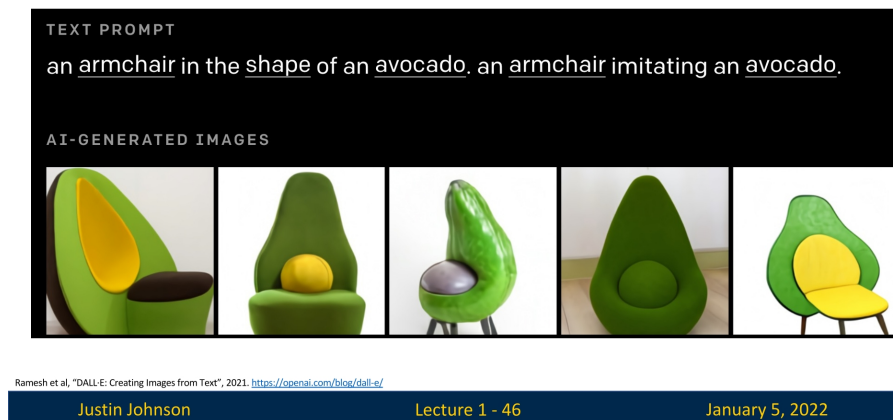 TEXT PROMPT
an armchair in the shape of an avocado. an armchair imitating an avocado.
AI-GENERATED IMAGES
Ramesh et al, “DALL·E: Creating Images from Text”, 2021. https://openai.com/blog/dall-e/
Justin Johnson
Lecture 1 - 46
January 5, 2022